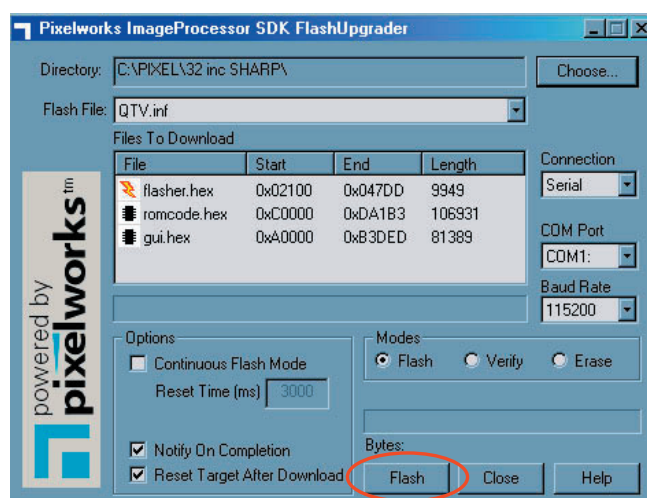 Pixelworks ImageProcessor SDK FlashUpgrader
Directory: C:\PIXEL\32 inc SHARP\ Choose...
Flash File: QTV.inf
Files To Download
File Start End Length
flasher.hex 0x02100 0x047DD 9949
romcode.hex 0xC0000 0xDA1B3 106931
gui.hex 0xA0000 0xB3DED 81389
Connection
Serial
COM Port
COM1:
Baud Rate
115200
powered by
pixelworks™
Options
Continuous Flash Mode
Reset Time (ms) 3000
Notify On Completion
Reset Target After Download
Modes
Flash Verify Erase
Bytes:
Flash Close Help